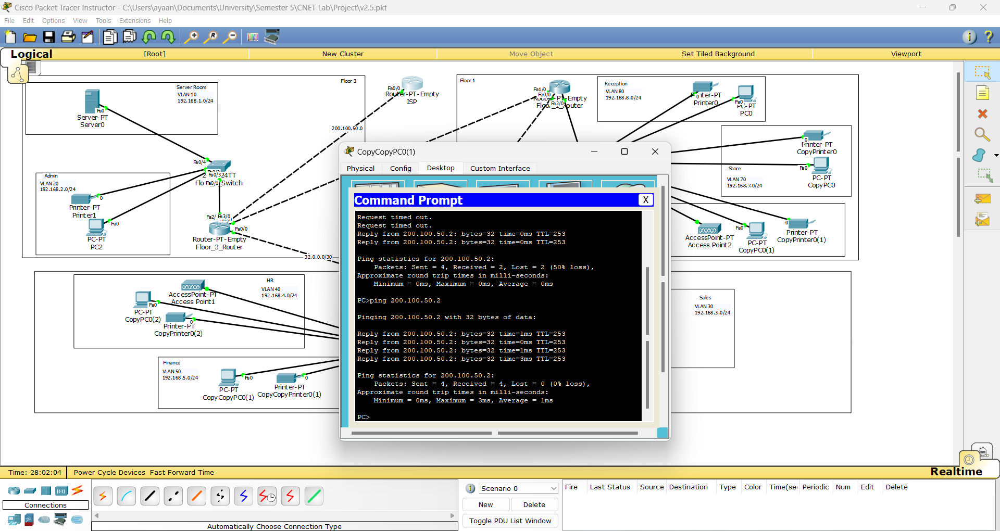 Cisco Packet Tracer Instructor - C:\Users\ayaan\Documents\University\Semester 5\CNET Lab\Project\v2.5.pkt
File Edit Options View Tools Extensions Help
Logical [Root] New Cluster Move Object Set Tiled Background Viewport
Floor 3
Server Room
VLAN 10
192.168.1.0/24
Fa0
Server-PT
Server0
Fa0/0
Router-PT-Empty
ISP
200.100.50.0
Fa0/4
Fa0/3
24TT
Fa0/1
Switch
Admin
VLAN 20
192.168.2.0/24
0
Printer-PT
Printer1
Fa0
PC-PT
PC2
Fa2/
Fa3/0
Fa0/0
Router-PT-Empty
Floor_3_Router
32.0.0.0/30
Floor 1
Fa1/0
Fa0/0
Router-PT-Empty
Fa2/0
Floor_1_Router
Reception
VLAN 80
192.168.8.0/24
0
Printer-PT
Printer0
Fa0
PC-PT
PC0
0
Printer-PT
CopyPrinter0
Store
VLAN 70
192.168.7.0/24
Fa0
PC-PT
CopyPC0
AccessPoint-PT
Access Point2
Fa0
PC-PT
CopyPC0(1)
0
Printer-PT
CopyPrinter0(1)
HR
VLAN 40
192.168.4.0/24
AccessPoint-PT
Access Point1
Fa0
PC-PT
CopyPC0(2)
0
Printer-PT
CopyPrinter0(2)
Finance
VLAN 50
192.168.5.0/24
Fa0
PC-PT
CopyCopyPC0(1)
0
Printer-PT
CopyCopyPrinter0(1)
Sales
VLAN 30
192.168.3.0/24
CopyCopyPC0(1)
Physical Config Desktop Custom Interface
Command Prompt X
Request timed out.
Request timed out.
Reply from 200.100.50.2: bytes=32 time=0ms TTL=253
Reply from 200.100.50.2: bytes=32 time=0ms TTL=253
Ping statistics for 200.100.50.2:
Packets: Sent = 4, Received = 2, Lost = 2 (50% loss),
Approximate round trip times in milli-seconds:
Minimum = 0ms, Maximum = 0ms, Average = 0ms
PC>ping 200.100.50.2
Pinging 200.100.50.2 with 32 bytes of data:
Reply from 200.100.50.2: bytes=32 time=1ms TTL=253
Reply from 200.100.50.2: bytes=32 time=0ms TTL=253
Reply from 200.100.50.2: bytes=32 time=1ms TTL=253
Reply from 200.100.50.2: bytes=32 time=3ms TTL=253
Ping statistics for 200.100.50.2:
Packets: Sent = 4, Received = 4, Lost = 0 (0% loss),
Approximate round trip times in milli-seconds:
Minimum = 0ms, Maximum = 3ms, Average = 1ms
PC>
Time: 28:02:04 Power Cycle Devices Fast Forward Time
Realtime
Connections
Automatically Choose Connection Type
Scenario 0
New Delete
Toggle PDU List Window
Fire Last Status Source Destination Type Color Time(sec Periodic Num Edit Delete